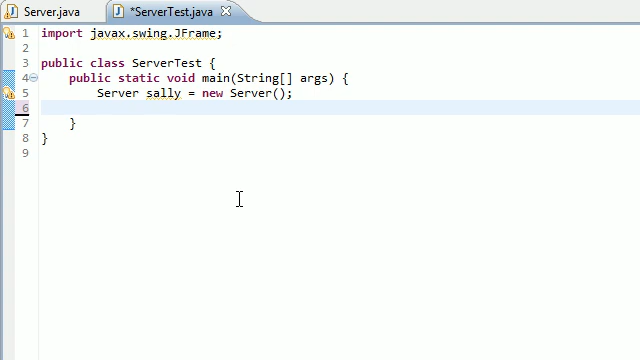 Server.java
*ServerTest.java
1 import javax.swing.JFrame;
2
3 public class ServerTest {
4 public static void main(String[] args) {
5 Server sally = new Server();
6
7 }
8 }
9